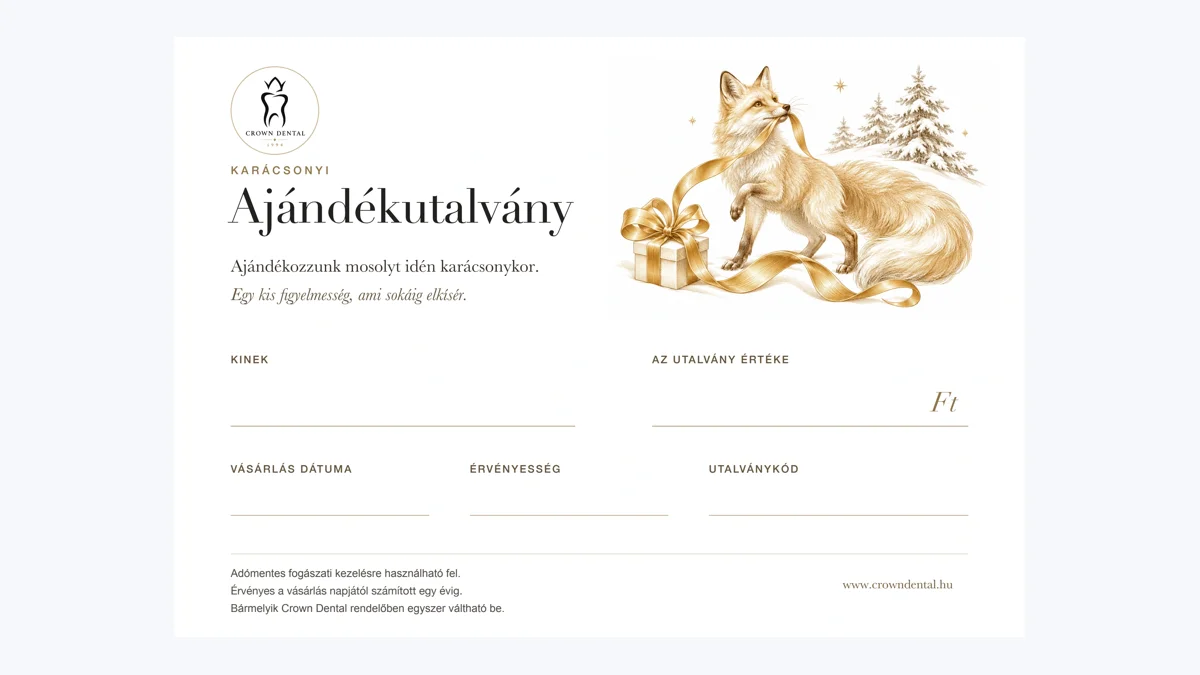 CROWN DENTAL
1994
KARÁCSONYI
Ajándékutalvány
Ajándékozzunk mosolyt idén karácsonykor.
Egy kis figyelmesség, ami sokáig elkísér.
KINEK
AZ UTALVÁNY ÉRTÉKE
Ft
VÁSÁRLÁS DÁTUMA
ÉRVÉNYESSÉG
UTALVÁNYKÓD
Adómentes fogászati kezelésre használható fel.
Érvényes a vásárlás napjától számított egy évig.
Bármelyik Crown Dental rendelőben egyszer váltható be.
www.crowndental.hu